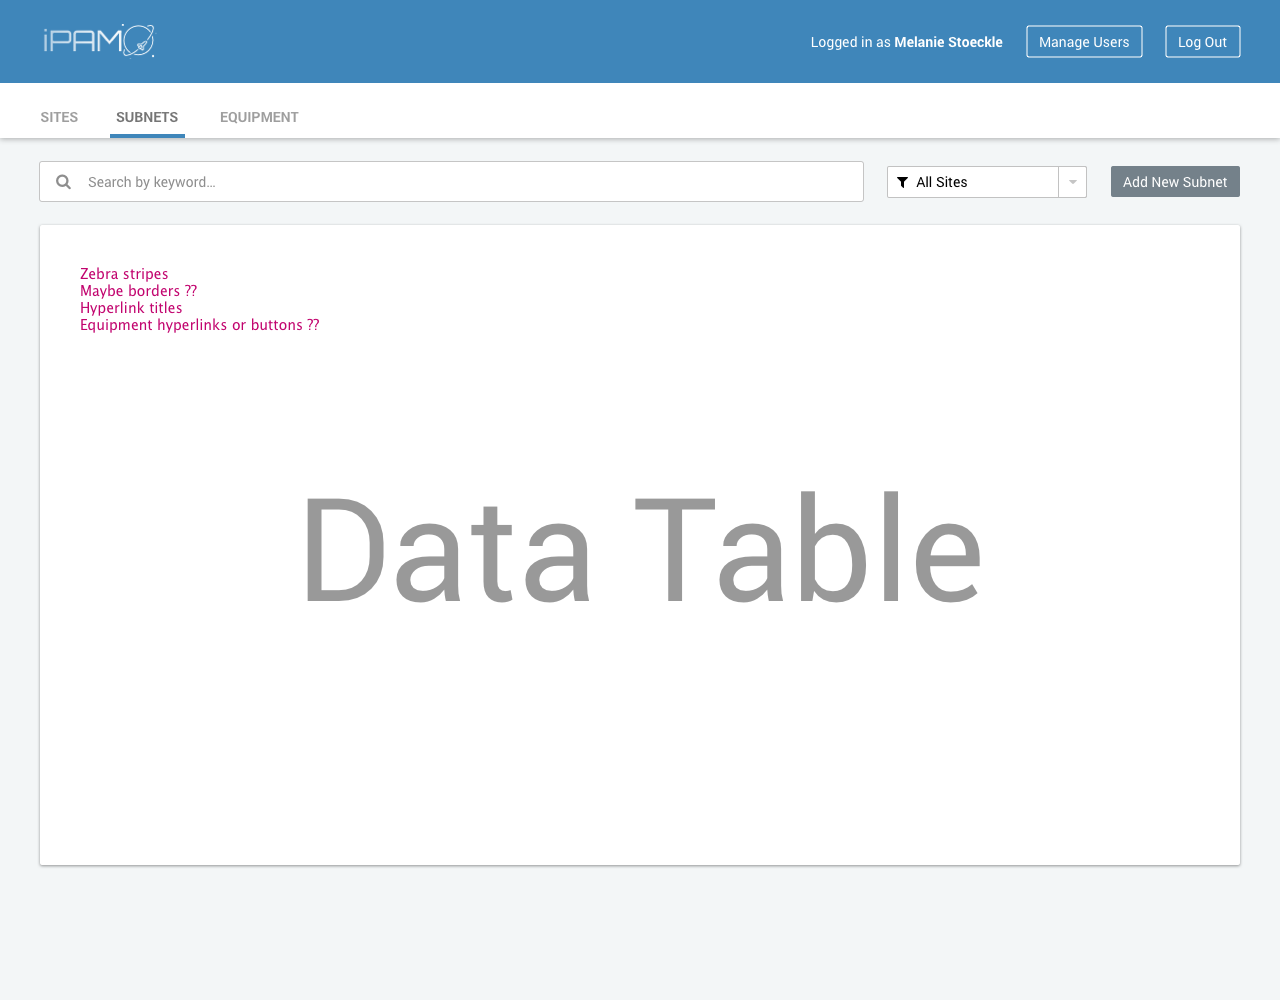 iPAM
Logged in as Melanie Stoeckle
Manage Users
Log Out
SITES
SUBNETS
EQUIPMENT
Search by keyword...
All Sites
Add New Subnet
Zebra stripes
Maybe borders ??
Hyperlink titles
Equipment hyperlinks or buttons ??
Data Table